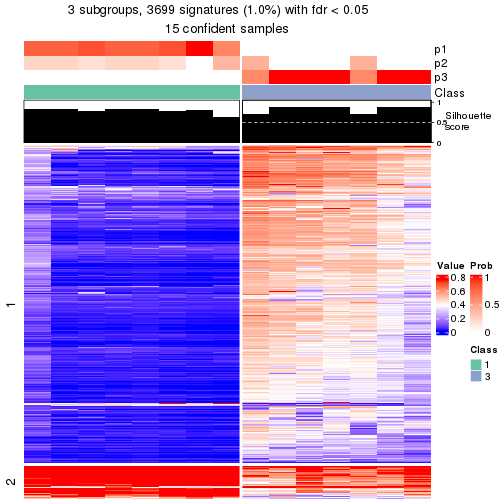 3 subgroups, 3699 signatures (1.0%) with fdr < 0.05
15 confident samples
p1
p2
p3
Class
1
0.5
0
Silhouette
score
1
2
Value
0.8
0.6
0.4
0.2
0
Prob
1
0.5
0
Class
1
3